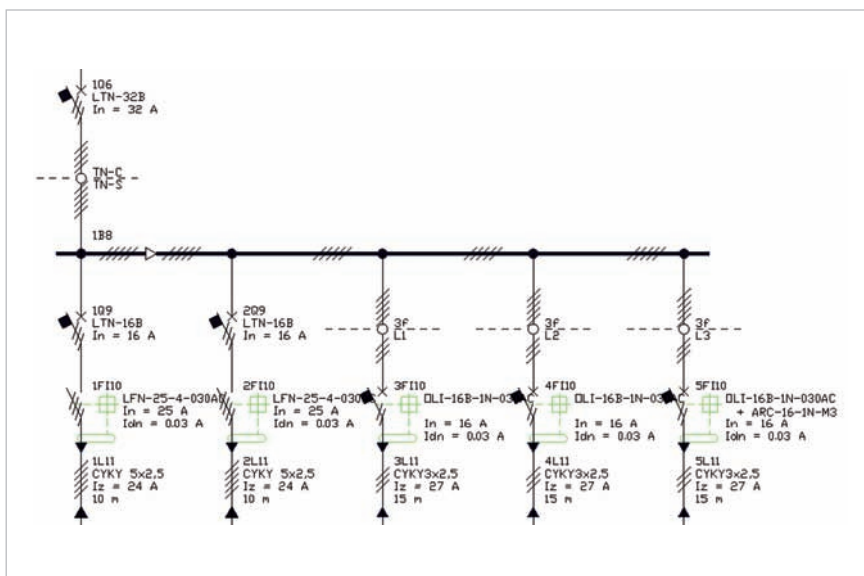 1Q6
LTN-32B
In = 32 A
TN-C
TN-S
1B8
1Q9
LTN-16B
In = 16 A
2Q9
LTN-16B
In = 16 A
3f
L1
3f
L2
3f
L3
1FI10
LFN-25-4-030AC
In = 25 A
Idn = 0.03 A
2FI10
LFN-25-4-030AC
In = 25 A
Idn = 0.03 A
3FI10
OLI-16B-1N-030AC
In = 16 A
Idn = 0.03 A
4FI10
OLI-16B-1N-030AC
In = 16 A
Idn = 0.03 A
5FI10
OLI-16B-1N-030AC
+ ARC-16-1N-M3
In = 16 A
Idn = 0.03 A
1L11
CYKY 5x2,5
Iz = 24 A
10 m
2L11
CYKY 5x2,5
Iz = 24 A
10 m
3L11
CYKY3x2,5
Iz = 27 A
15 m
4L11
CYKY3x2,5
Iz = 27 A
15 m
5L11
CYKY3x2,5
Iz = 27 A
15 m